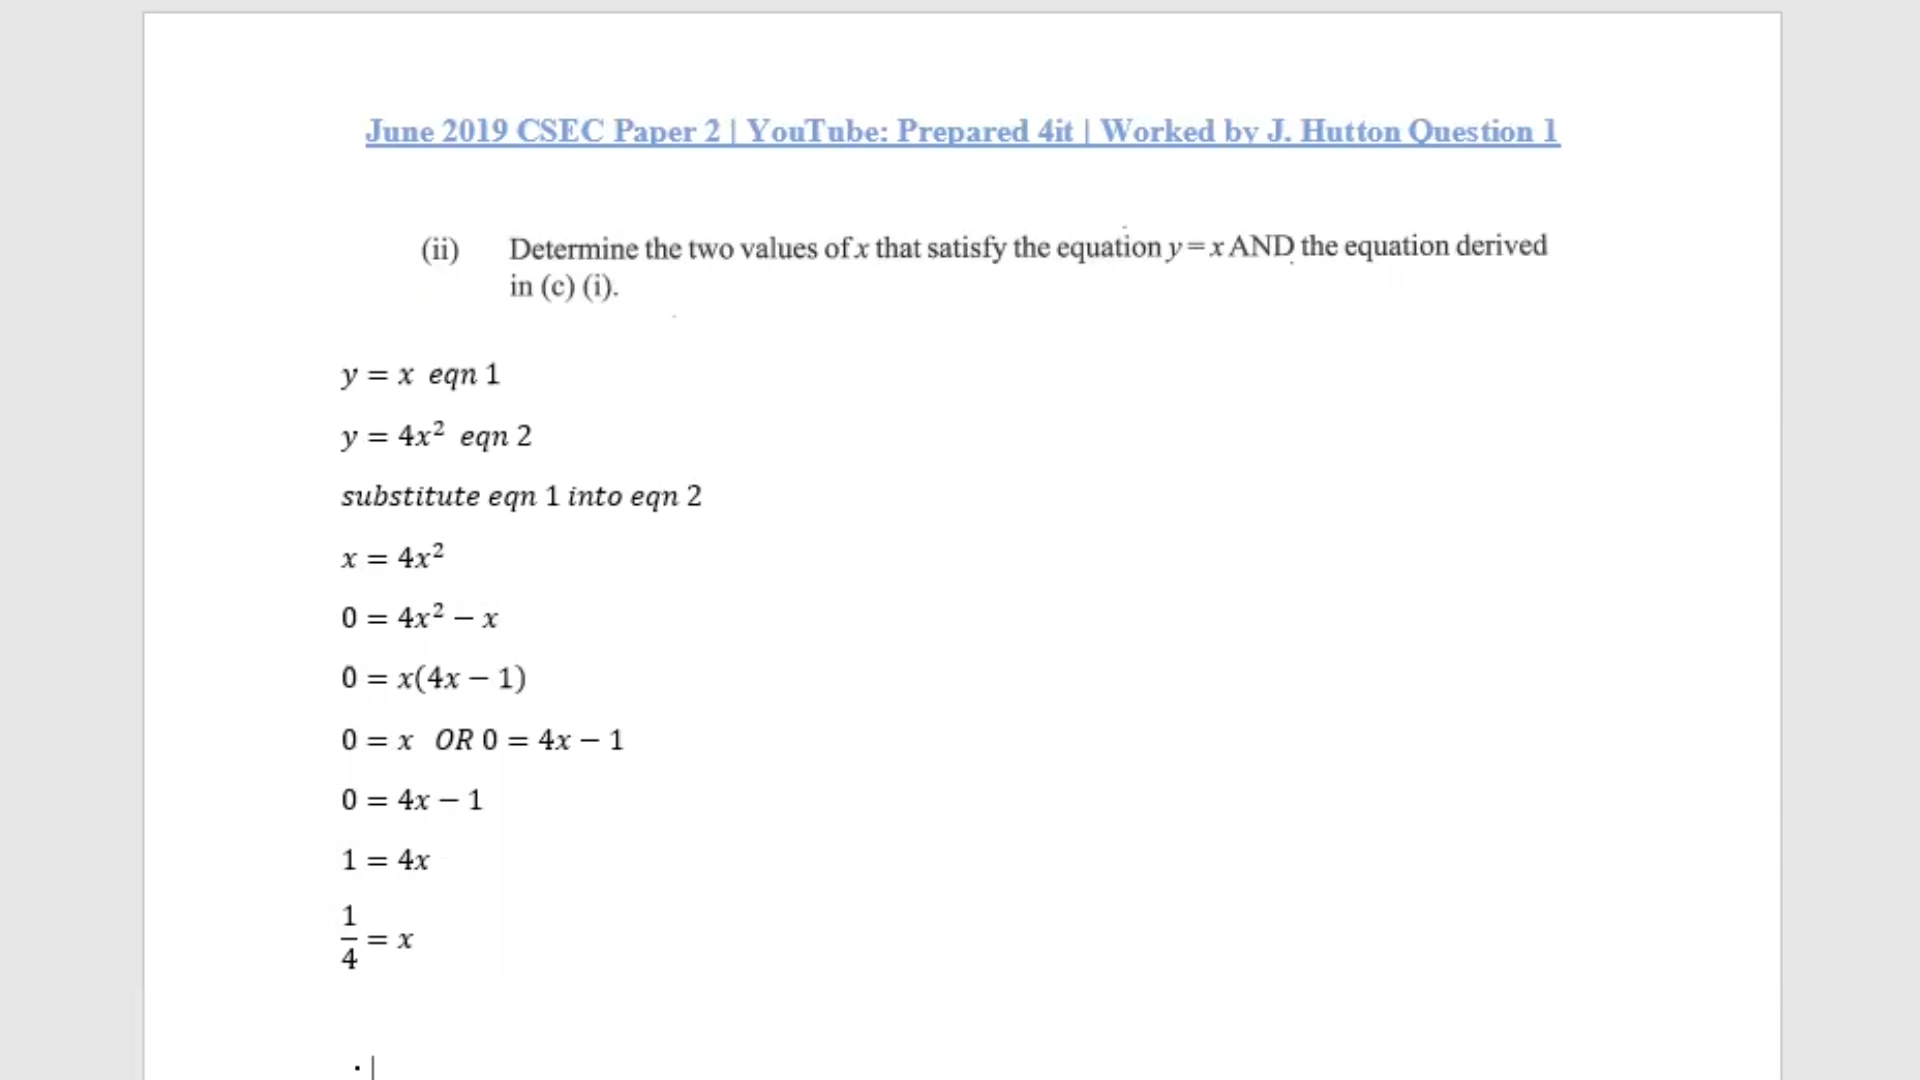 June 2019 CSEC Paper 2 | YouTube: Prepared 4it | Worked by J. Hutton Question 1
(ii) Determine the two values of x that satisfy the equation y = x AND the equation derived
in (c) (i).
y = x eqn 1
y = 4x² eqn 2
substitute eqn 1 into eqn 2
x = 4x²
0 = 4x² − x
0 = x(4x − 1)
0 = x OR 0 = 4x − 1
0 = 4x − 1
1 = 4x
1/4 = x